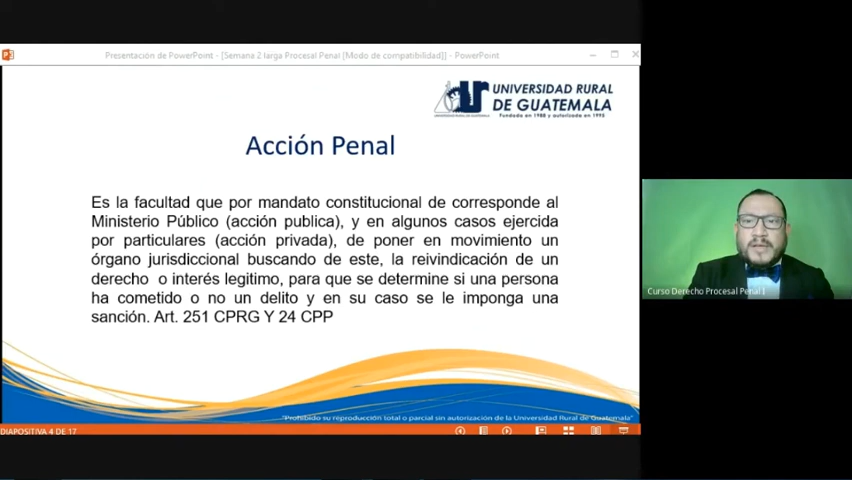 Presentación de PowerPoint - [Semana 2 larga Procesal Penal [Modo de compatibilidad]] - PowerPoint
UNIVERSIDAD RURAL
DE GUATEMALA
Fundada en 1988 y autorizada en 1995
Acción Penal
Es la facultad que por mandato constitucional de corresponde al
Ministerio Público (acción publica), y en algunos casos ejercida
por particulares (acción privada), de poner en movimiento un
órgano jurisdiccional buscando de este, la reivindicación de un
derecho o interés legitimo, para que se determine si una persona
ha cometido o no un delito y en su caso se le imponga una
sanción. Art. 251 CPRG Y 24 CPP
"Prohibido su reproducción total o parcial sin autorización de la Universidad Rural de Guatemala"
DIAPOSITIVA 4 DE 17
Curso Derecho Procesal Penal I